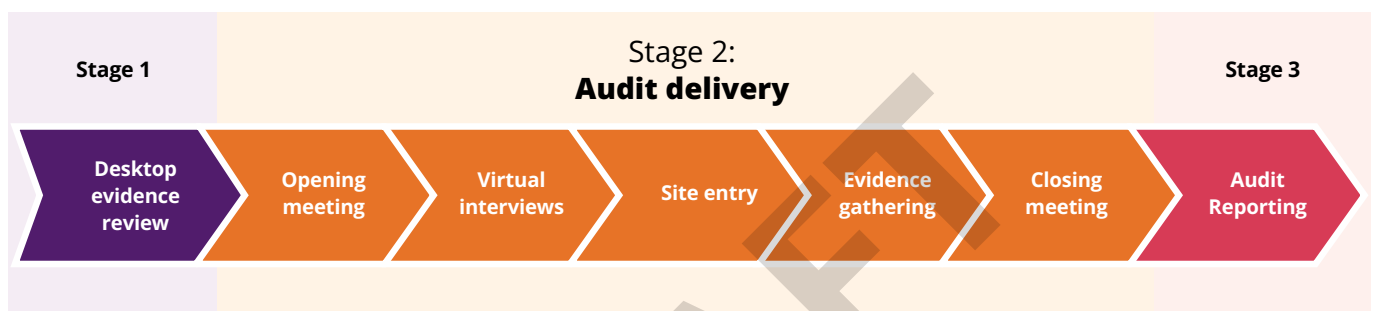 Stage 1
Stage 2:
Audit delivery
Stage 3
Desktop
evidence
review
Opening
meeting
Virtual
interviews
Site entry
Evidence
gathering
Closing
meeting
Audit
Reporting